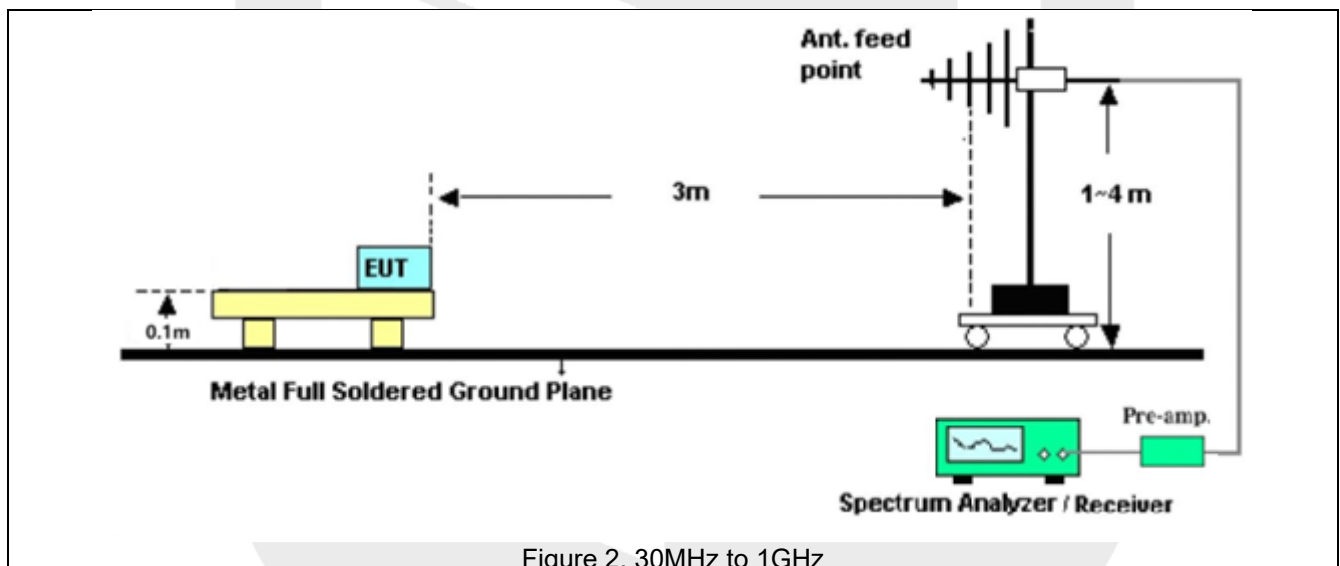 Ant. feed
point
3m
1~4 m
EUT
0.1m
Metal Full Soldered Ground Plane
Pre-amp.
Spectrum Analyzer / Receiver
Figure 2. 30MHz to 1GHz